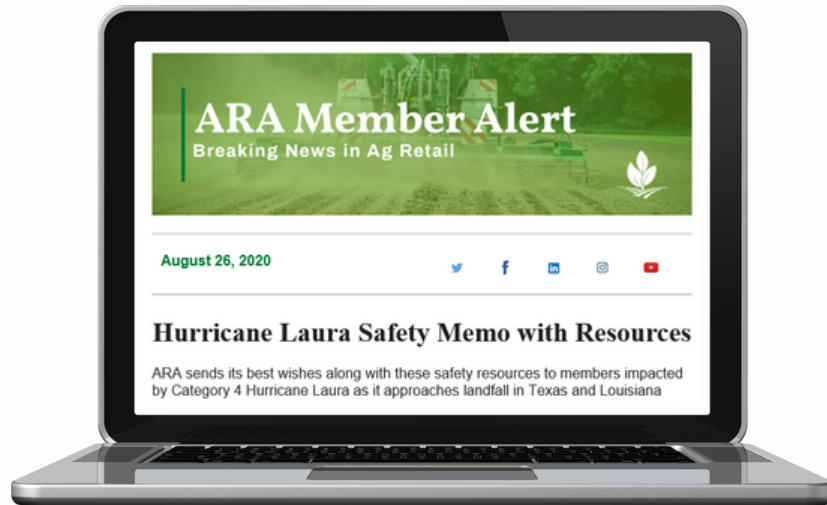 ARA Member Alert
Breaking News in Ag Retail
August 26, 2020
Hurricane Laura Safety Memo with Resources
ARA sends its best wishes along with these safety resources to members impacted
by Category 4 Hurricane Laura as it approaches landfall in Texas and Louisiana